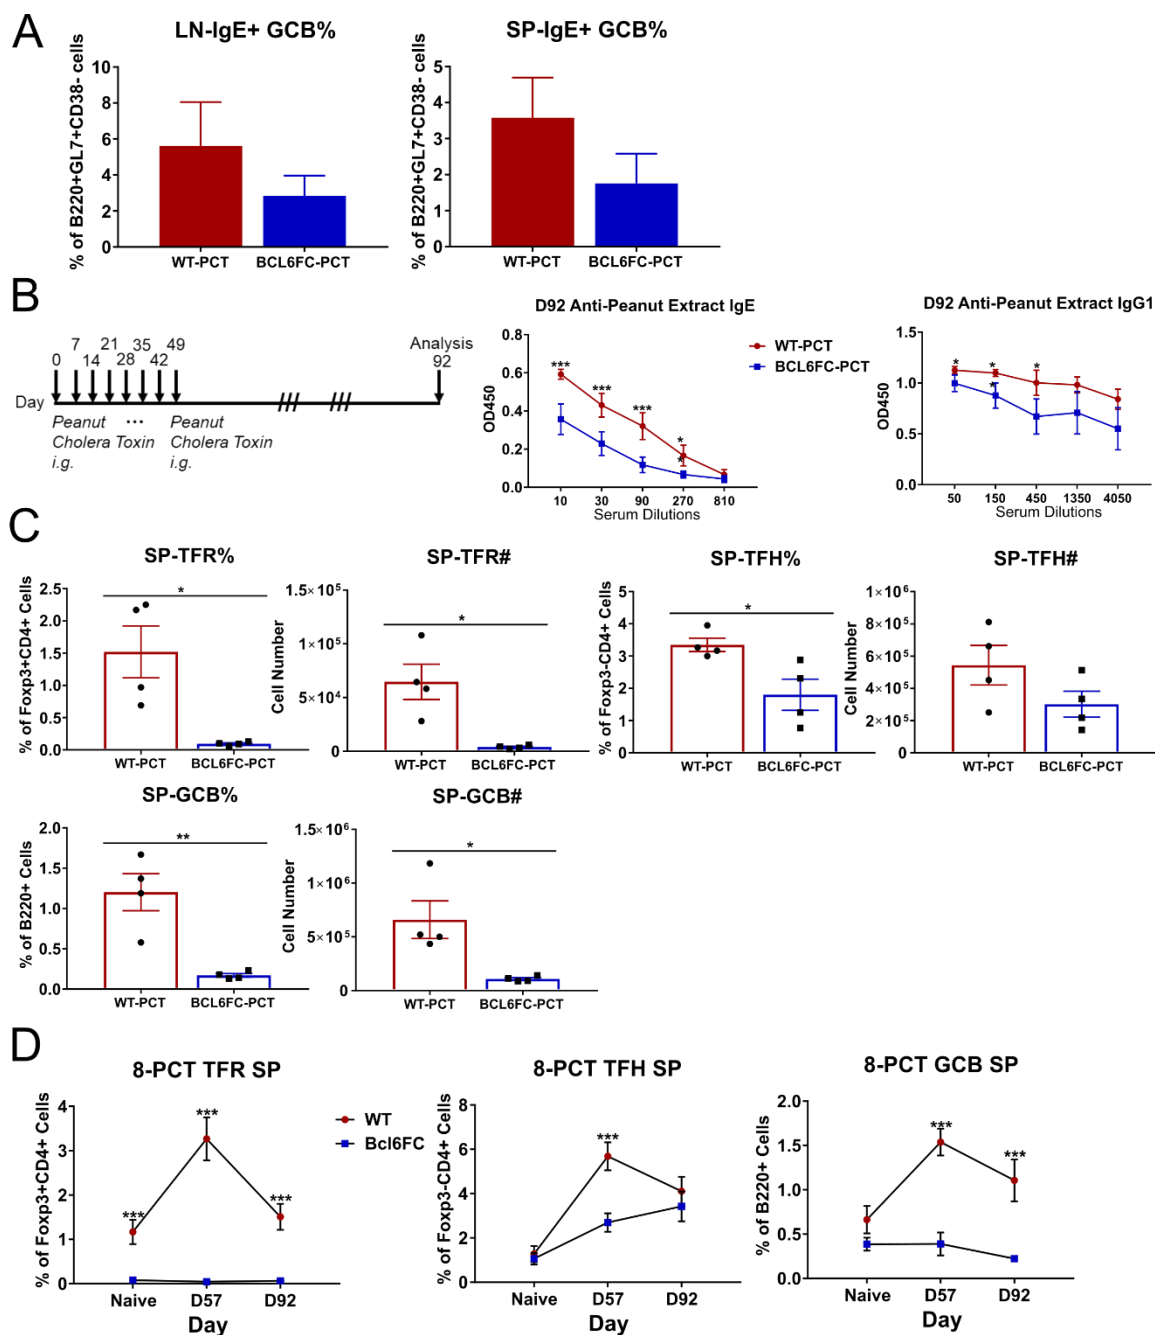 A
LN-IgE+ GCB%
% of B220+GL7+CD38- cells
10
8
6
4
2
0
WT-PCT
BCL6FC-PCT
SP-IgE+ GCB%
% of B220+GL7+CD38- cells
5
4
3
2
1
0
WT-PCT
BCL6FC-PCT
B
7 21 35 49
0 14 28 42
Analysis
92
Day
Peanut ··· Peanut
Cholera Toxin Cholera Toxin
i.g. i.g.
D92 Anti-Peanut Extract IgE
OD450
0.8
0.6
0.4
0.2
0.0
***
***
***
*
*
10 30 90 270 810
Serum Dilutions
WT-PCT
BCL6FC-PCT
D92 Anti-Peanut Extract IgG1
OD450
1.5
1.0
0.5
0.0
*
*
*
*
50 150 450 1350 4050
Serum Dilutions
C
SP-TFR%
% of Foxp3+CD4+ Cells
2.5
2.0
1.5
1.0
0.5
0.0
*
WT-PCT
BCL6FC-PCT
SP-TFR#
Cell Number
1.5×10⁵
1×10⁵
5×10⁴
0
*
WT-PCT
BCL6FC-PCT
SP-TFH%
% of Foxp3-CD4+ Cells
5
4
3
2
1
0
*
WT-PCT
BCL6FC-PCT
SP-TFH#
Cell Number
1×10⁶
8×10⁵
6×10⁵
4×10⁵
2×10⁵
0
WT-PCT
BCL6FC-PCT
SP-GCB%
% of B220+ Cells
2.0
1.5
1.0
0.5
0.0
**
WT-PCT
BCL6FC-PCT
SP-GCB#
Cell Number
1.5×10⁶
1×10⁶
5×10⁵
0
*
WT-PCT
BCL6FC-PCT
D
8-PCT TFR SP
% of Foxp3+CD4+ Cells
4
3
2
1
0
***
***
***
Naive D57 D92
Day
WT
Bcl6FC
8-PCT TFH SP
% of Foxp3-CD4+ Cells
8
6
4
2
0
***
Naive D57 D92
Day
8-PCT GCB SP
% of B220+ Cells
2.0
1.5
1.0
0.5
0.0
***
***
Naive D57 D92
Day